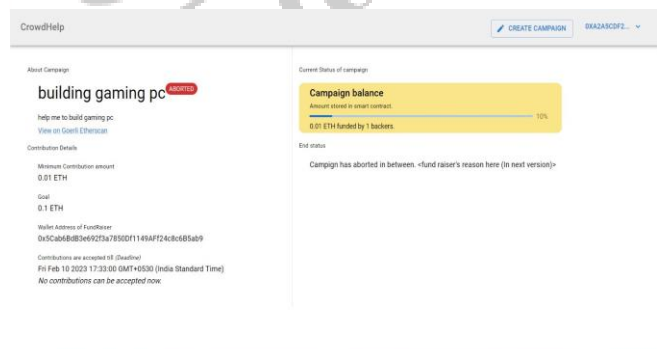 CrowdHelp
CREATE CAMPAIGN
0XA2A5CDF2...
About Campaign
building gaming pc
ABORTED
help me to build gaming pc
View on Goerli Etherscan
Contribution Details
Minimum Contribution amount
0.01 ETH
Goal
0.1 ETH
Wallet Address of FundRaiser
0x5Cab6BdB3e692f3a7850Df1149AFf24c8c6B5ab9
Contributions are accepted till (Deadline)
Fri Feb 10 2023 17:33:00 GMT+0530 (India Standard Time)
No contributions can be accepted now.
Current Status of campaign
Campaign balance
Amount stored in smart contract.
10%
0.01 ETH funded by 1 backers.
End status
Campign has aborted in between. <fund raiser's reason here (In next version)>